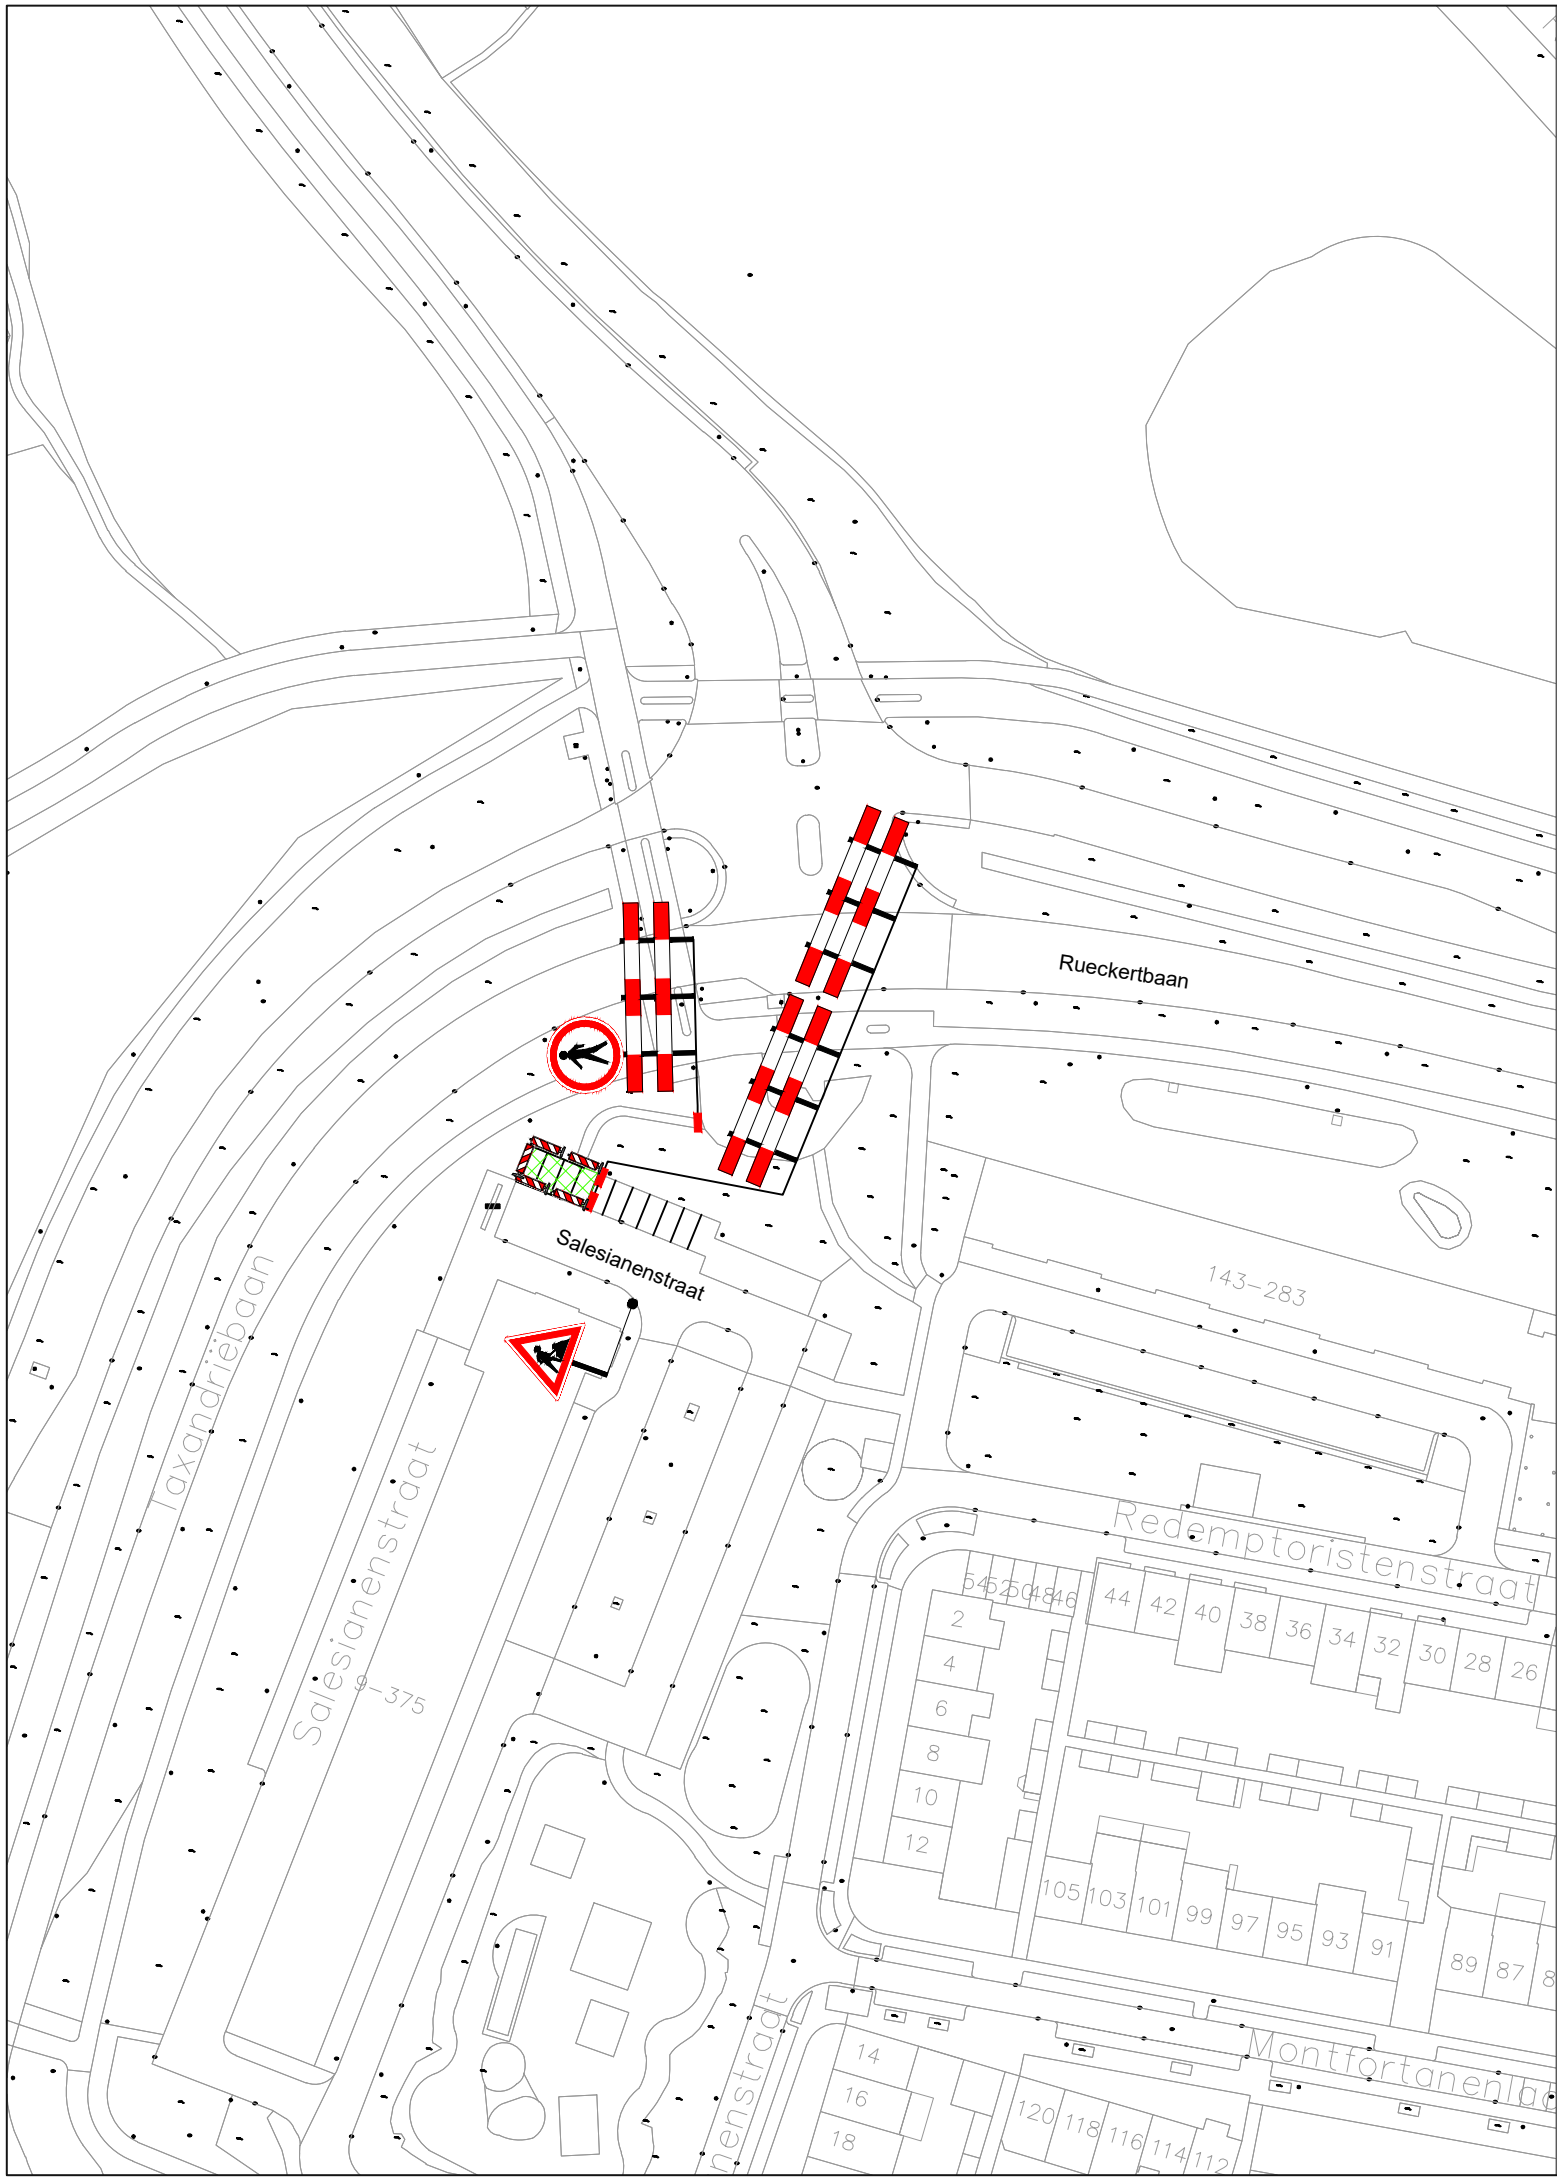 Rueckertbaan
Salesianenstraat
143-283
Taxandriëbaan
Salesianenstraat
9-375
Redemptoristenstraat
54 52 50 48 46
44 42 40 38 36 34 32 30 28 26
2
4
6
8
10
12
105 103 101 99 97 95 93 91
89 87
nenstraat
Montfortanenlaa
14
16
18
120 118 116 114 112